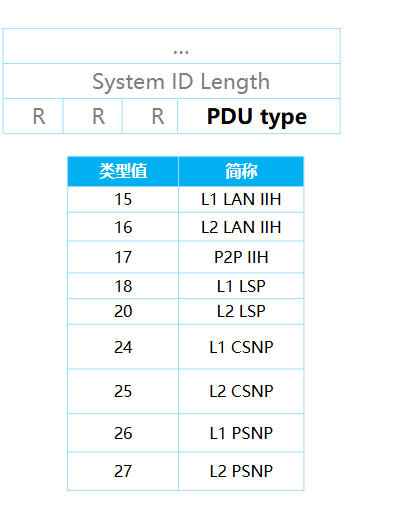 ...
System ID Length
R R R PDU type
类型值 简称
15 L1 LAN IIH
16 L2 LAN IIH
17 P2P IIH
18 L1 LSP
20 L2 LSP
24 L1 CSNP
25 L2 CSNP
26 L1 PSNP
27 L2 PSNP